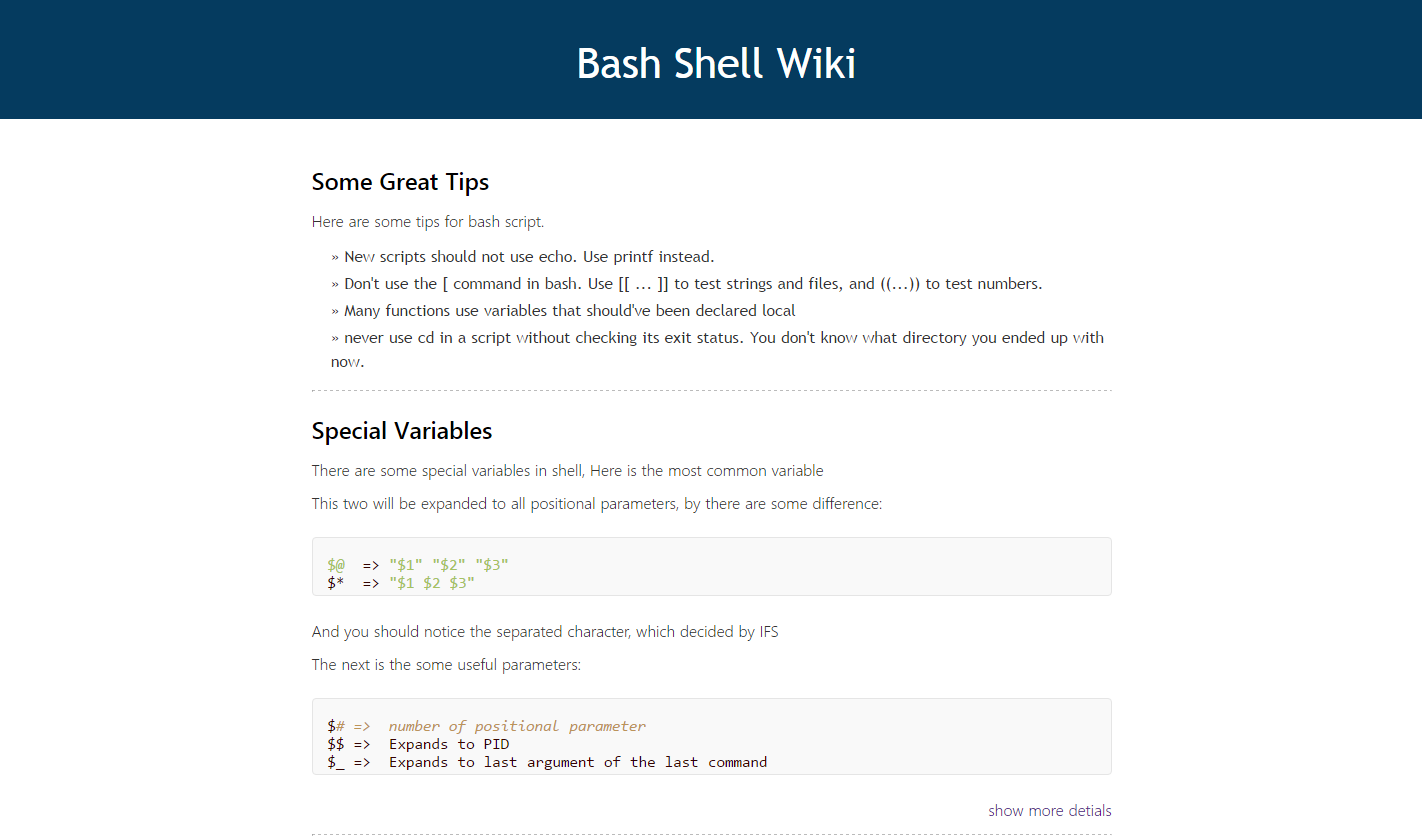 Bash Shell Wiki
Some Great Tips
Here are some tips for bash script.
» New scripts should not use echo. Use printf instead.
» Don't use the [ command in bash. Use [[ ... ]] to test strings and files, and ((...)) to test numbers.
» Many functions use variables that should've been declared local
» never use cd in a script without checking its exit status. You don't know what directory you ended up with
now.
Special Variables
There are some special variables in shell, Here is the most common variable
This two will be expanded to all positional parameters, by there are some difference:
$@  => "$1" "$2" "$3"
$*  => "$1 $2 $3"
And you should notice the separated character, which decided by IFS
The next is the some useful parameters:
$# =>  number of positional parameter
$$ =>  Expands to PID
$_ =>  Expands to last argument of the last command
show more detials